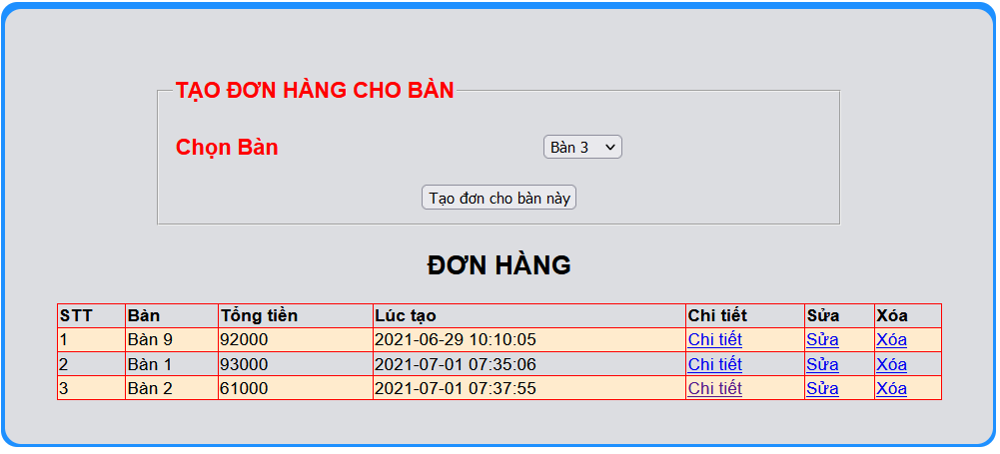 TẠO ĐƠN HÀNG CHO BÀN
Chọn Bàn Bàn 3
Tạo đơn cho bàn này
ĐƠN HÀNG
STT Bàn Tổng tiền Lúc tạo Chi tiết Sửa Xóa
1 Bàn 9 92000 2021-06-29 10:10:05 Chi tiết Sửa Xóa
2 Bàn 1 93000 2021-07-01 07:35:06 Chi tiết Sửa Xóa
3 Bàn 2 61000 2021-07-01 07:37:55 Chi tiết Sửa Xóa